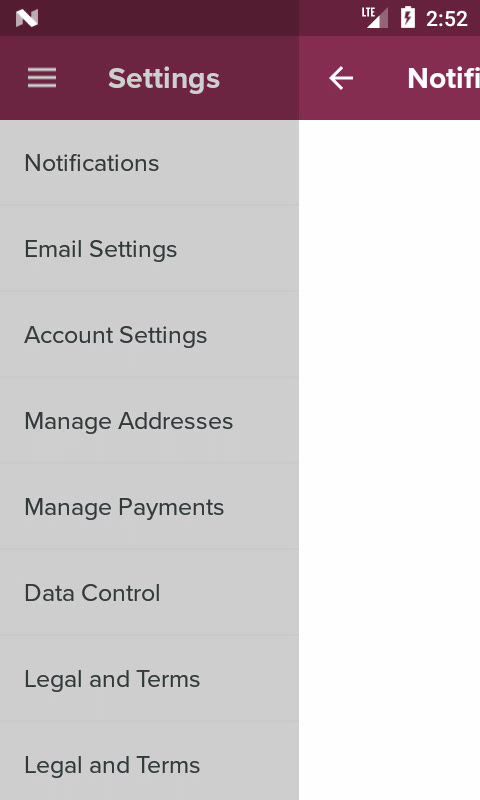 LTE 2:52
Settings
Notifi
Notifications
Email Settings
Account Settings
Manage Addresses
Manage Payments
Data Control
Legal and Terms
Legal and Terms